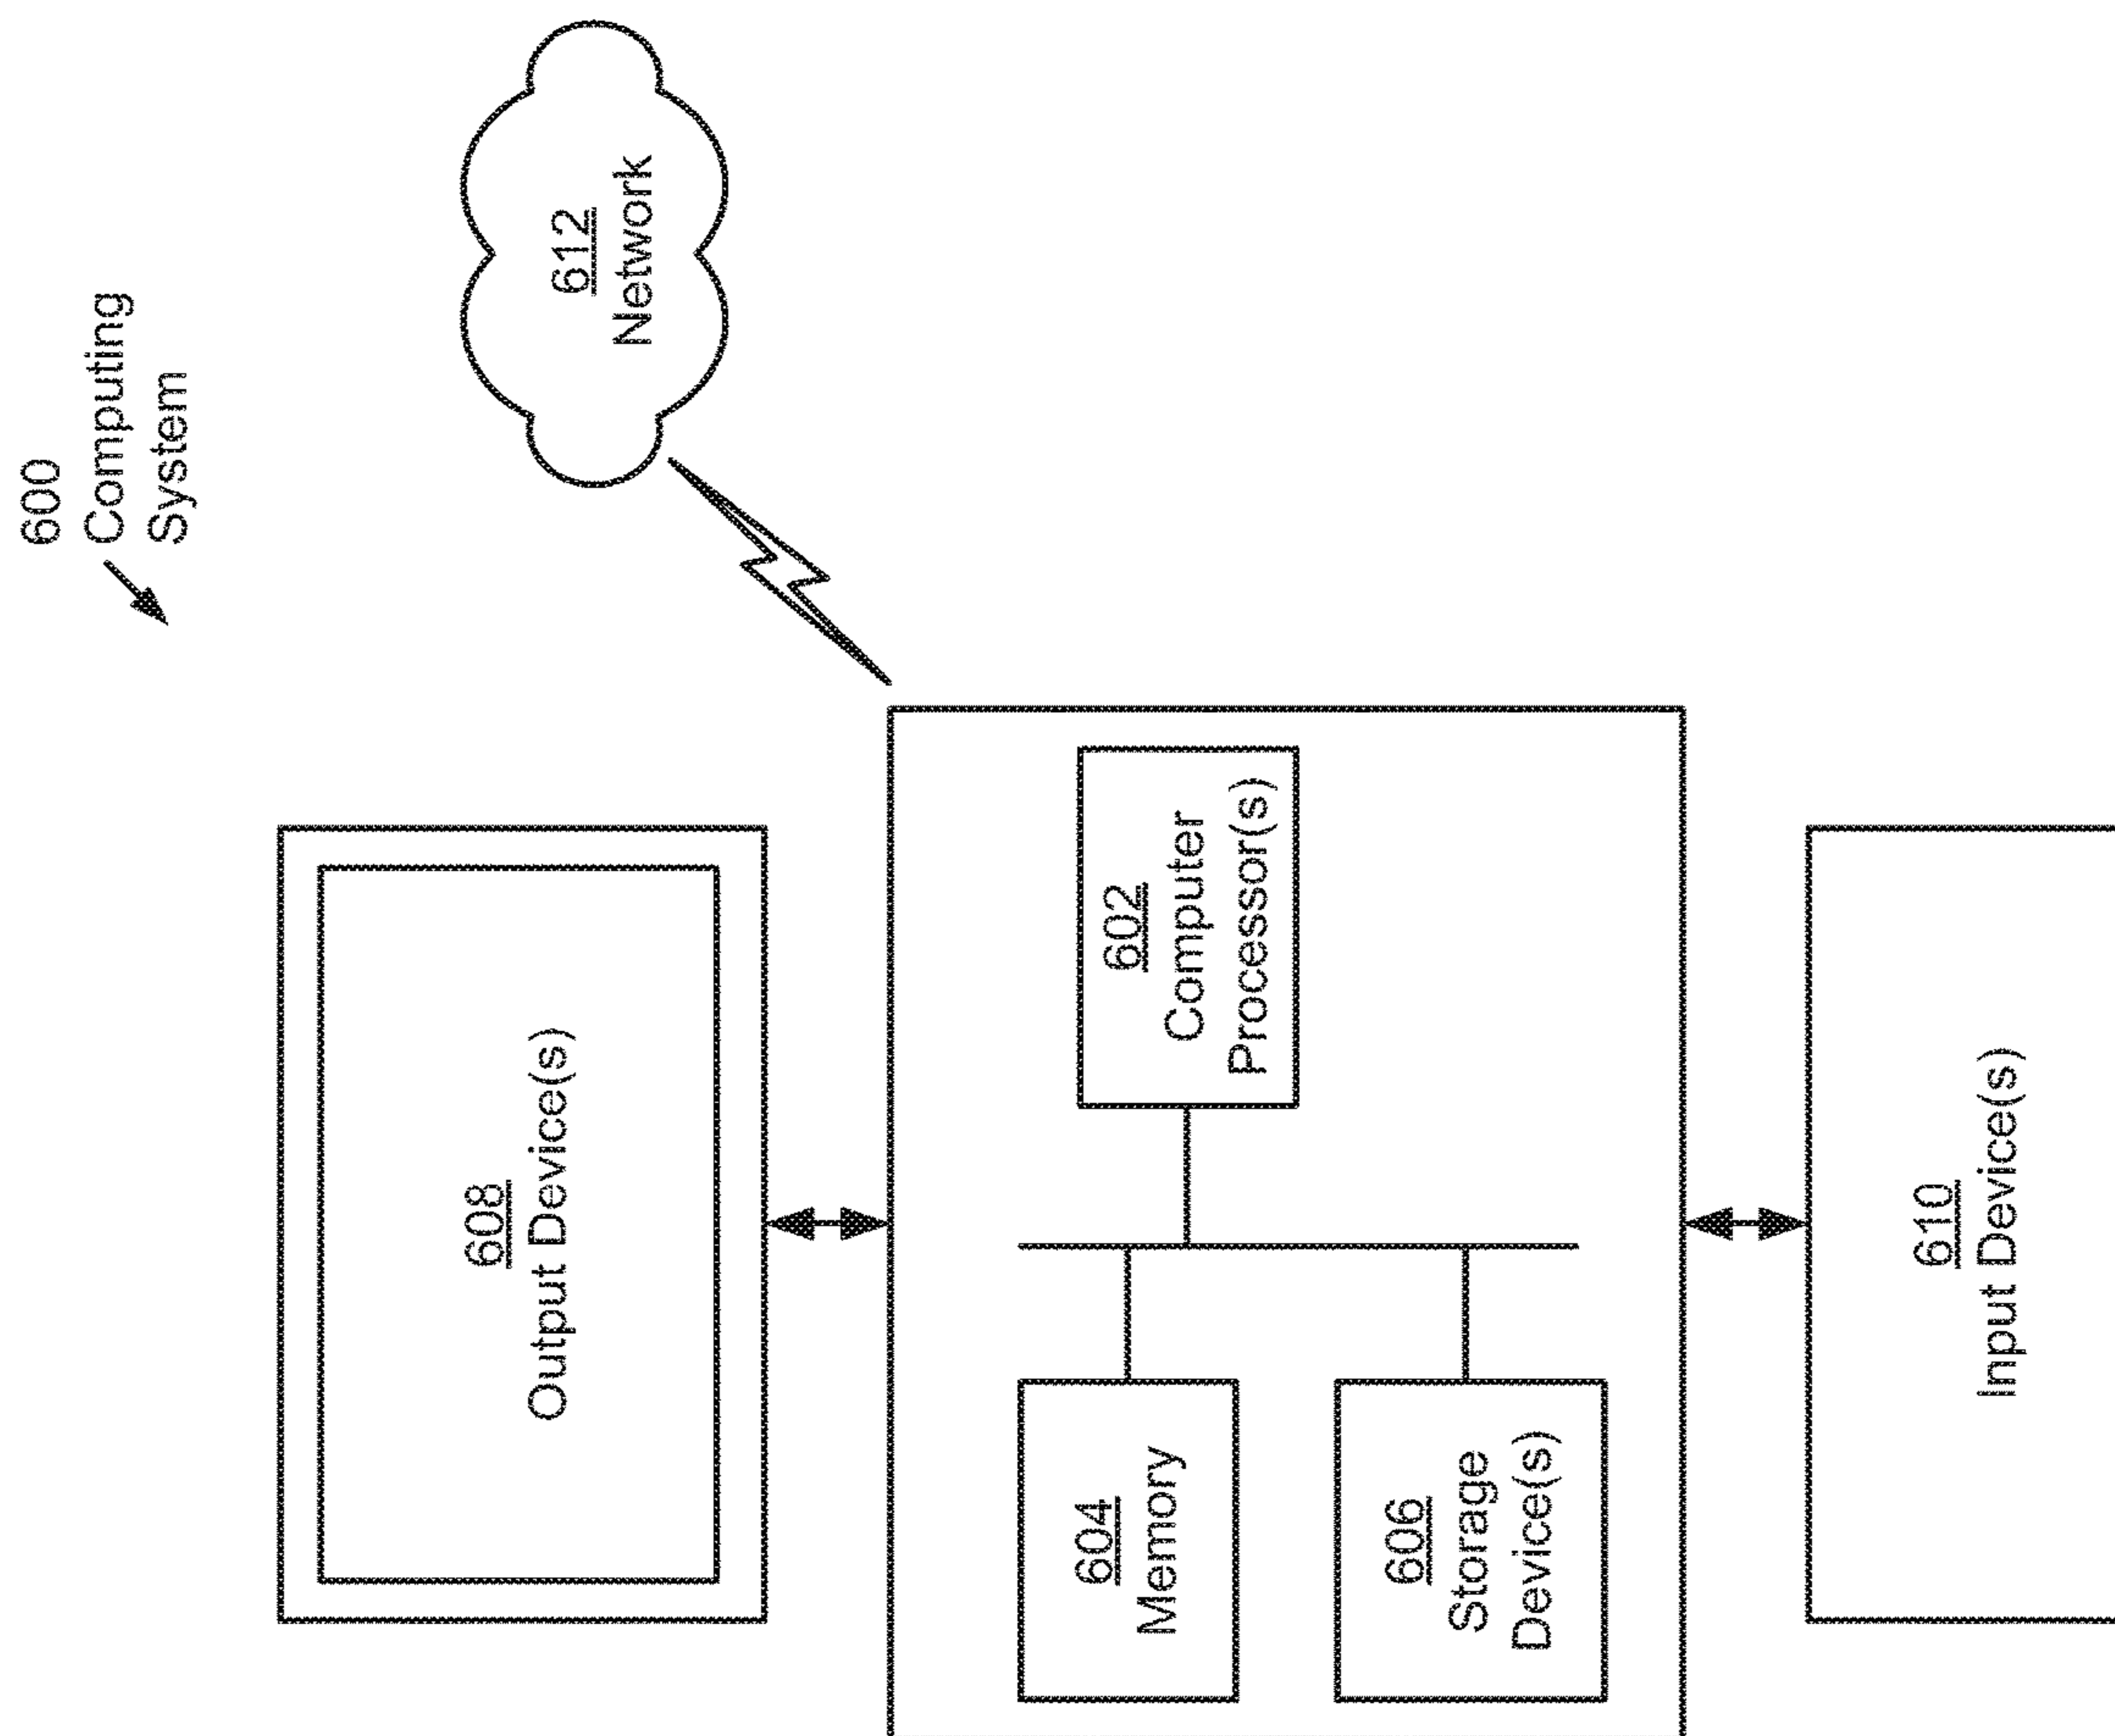 600
Computing
System
608
Output Device(s)
612
Network
602
Computer
Processor(s)
604
Memory
606
Storage
Device(s)
610
Input Device(s)